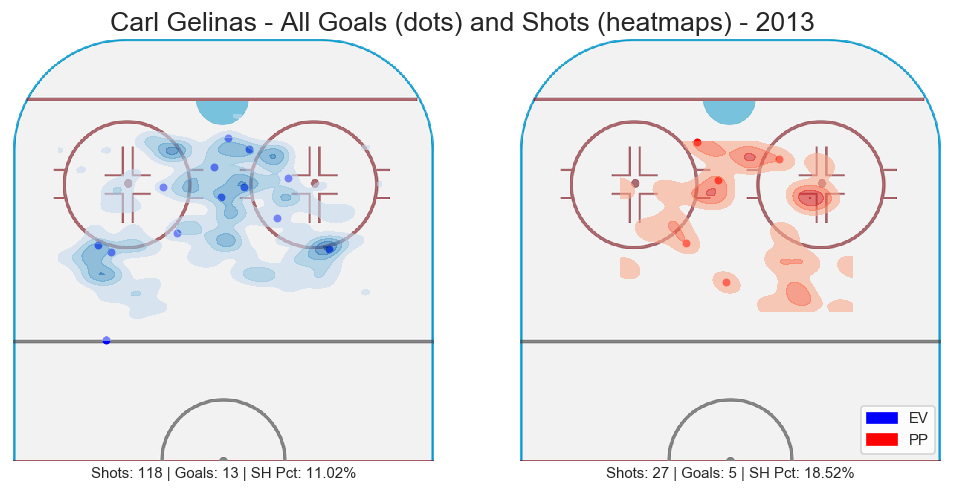 Carl Gelinas - All Goals (dots) and Shots (heatmaps) - 2013
EV
PP
Shots: 118 | Goals: 13 | SH Pct: 11.02%
Shots: 27 | Goals: 5 | SH Pct: 18.52%